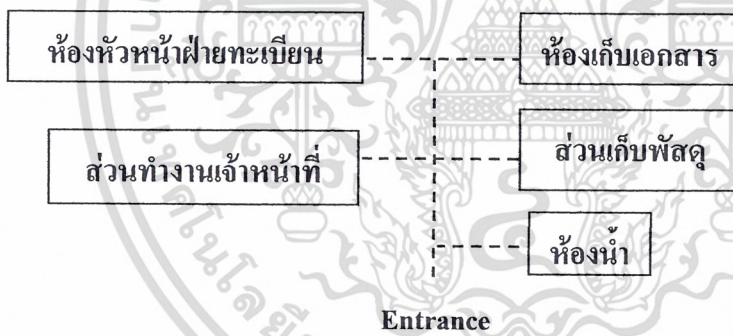 ห้องหัวหน้าฝ่ายทะเบียน
ห้องเก็บเอกสาร
ส่วนทำงานเจ้าหน้าที่
ส่วนเก็บพัสดุ
ห้องน้ำ
Entrance